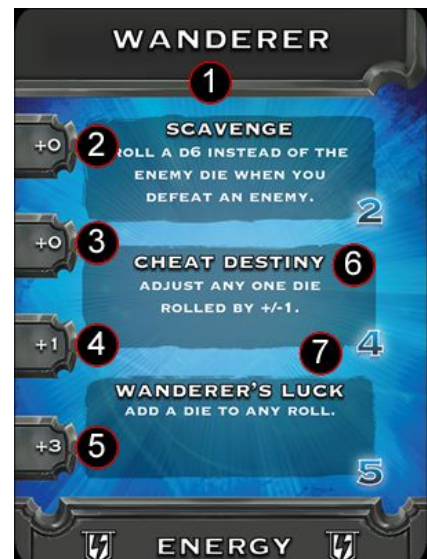 WANDERER
1
SCAVENGE
+0 2 ROLL A D6 INSTEAD OF THE
ENEMY DIE WHEN YOU
DEFEAT AN ENEMY.
2
+0 3
CHEAT DESTINY 6
ADJUST ANY ONE DIE
ROLLED BY +/-1.
+1 4
7 4
WANDERER'S LUCK
ADD A DIE TO ANY ROLL.
+3 5
5
ENERGY